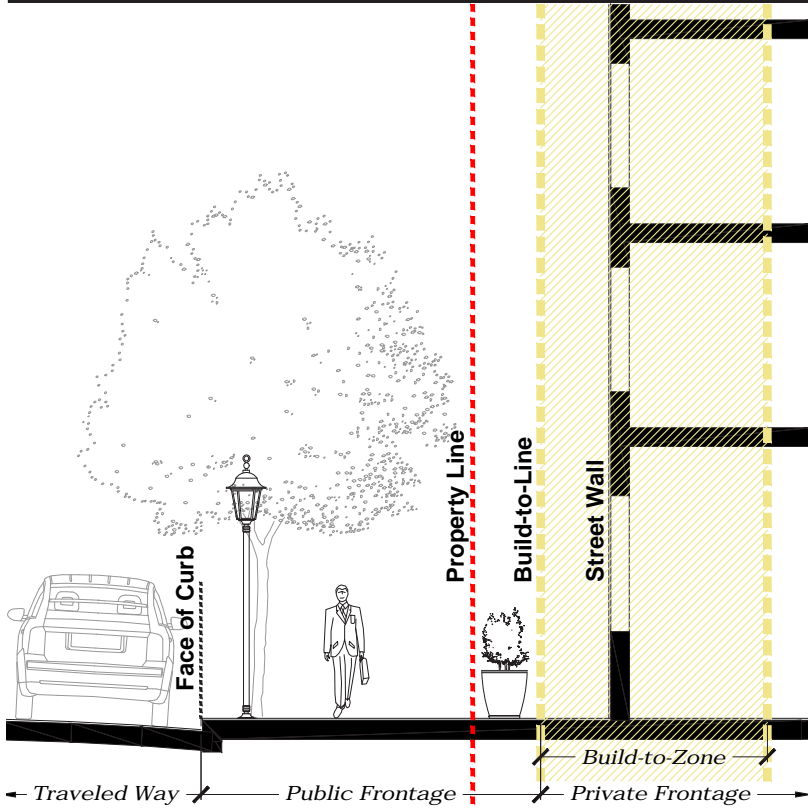 Face of Curb
Property Line
Build-to-Line
Street Wall
Build-to-Zone
Traveled Way
Public Frontage
Private Frontage